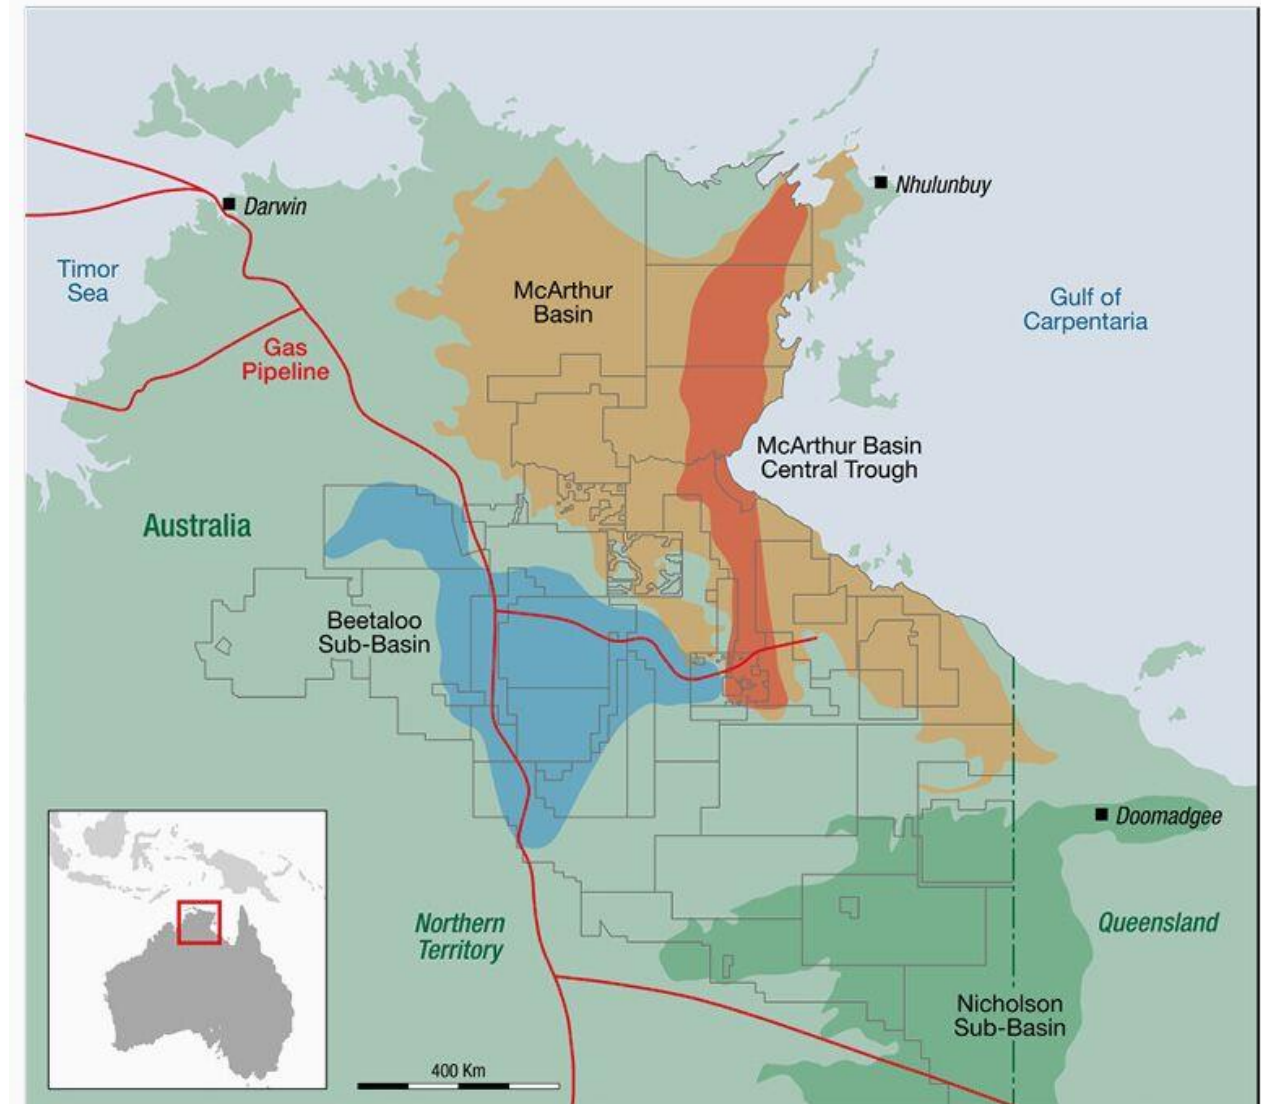 Nhulunbuy
Darwin
Timor
Sea
McArthur
Basin
Gulf of
Carpentaria
Gas
Pipeline
McArthur Basin
Central Trough
Australia
Beetaloo
Sub-Basin
Doomadgee
Northern
Territory
Queensland
Nicholson
Sub-Basin
400 Km